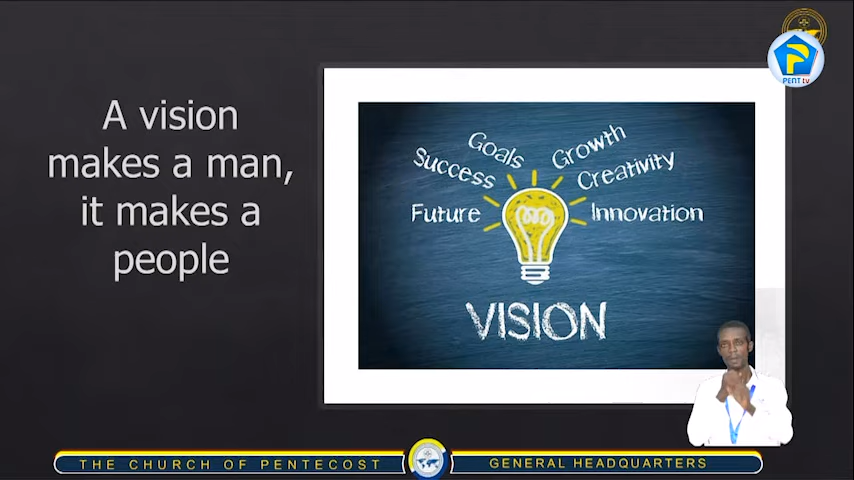 A vision
makes a man,
it makes a
people
Goals
Growth
Success
Creativity
Future
Innovation
VISION
PENT tv
THE CHURCH OF PENTECOST
GENERAL HEADQUARTERS